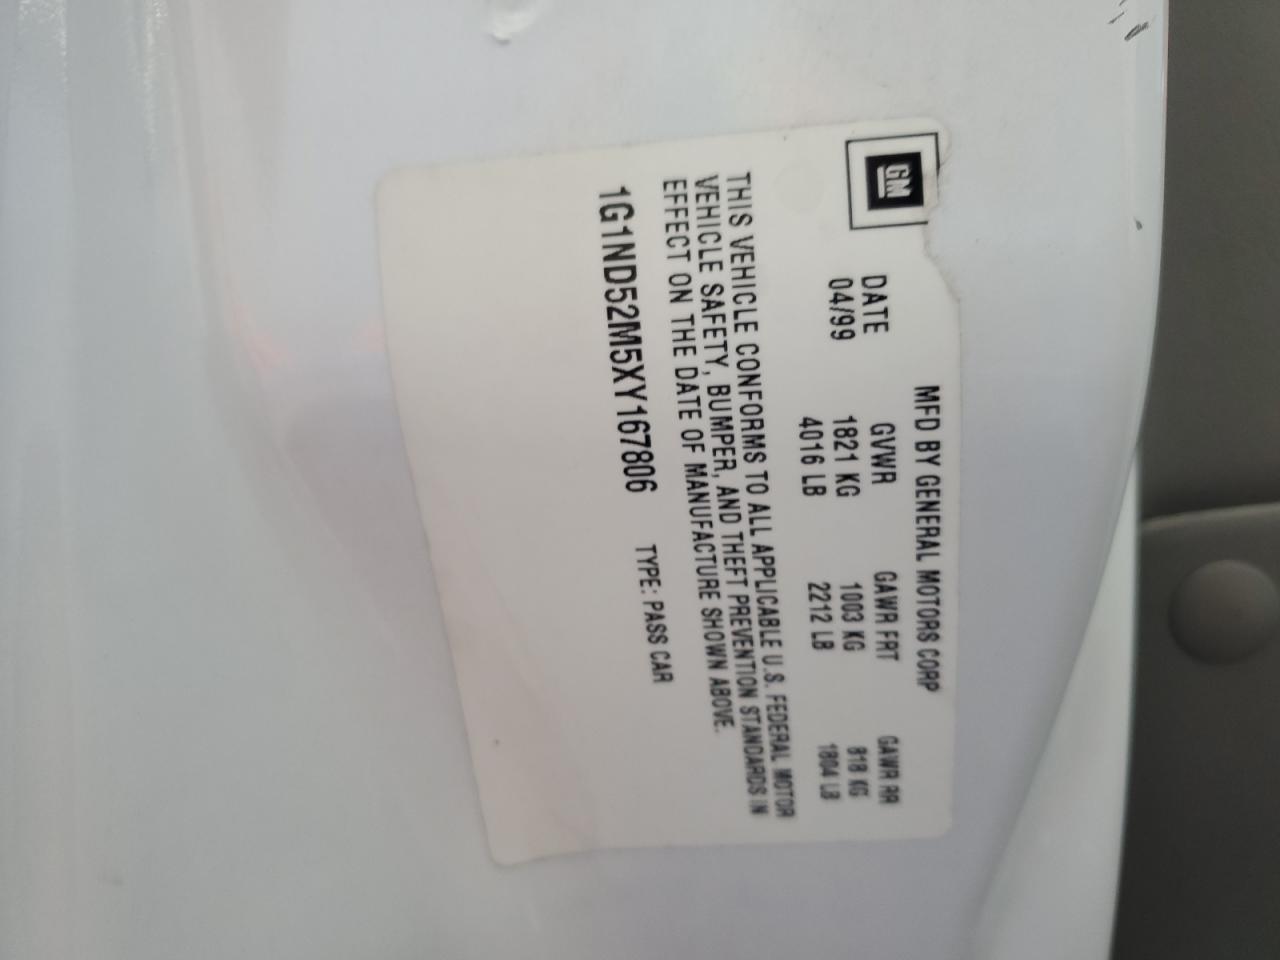 GM
MFD BY GENERAL MOTORS CORP
DATE GVWR GAWR FRT GAWR RR
04/99 1821 KG 1003 KG 818 KG
4016 LB 2212 LB 1804 LB
THIS VEHICLE CONFORMS TO ALL APPLICABLE U.S. FEDERAL MOTOR
VEHICLE SAFETY, BUMPER, AND THEFT PREVENTION STANDARDS IN
EFFECT ON THE DATE OF MANUFACTURE SHOWN ABOVE.
1G1ND52M5XY167806 TYPE: PASS CAR